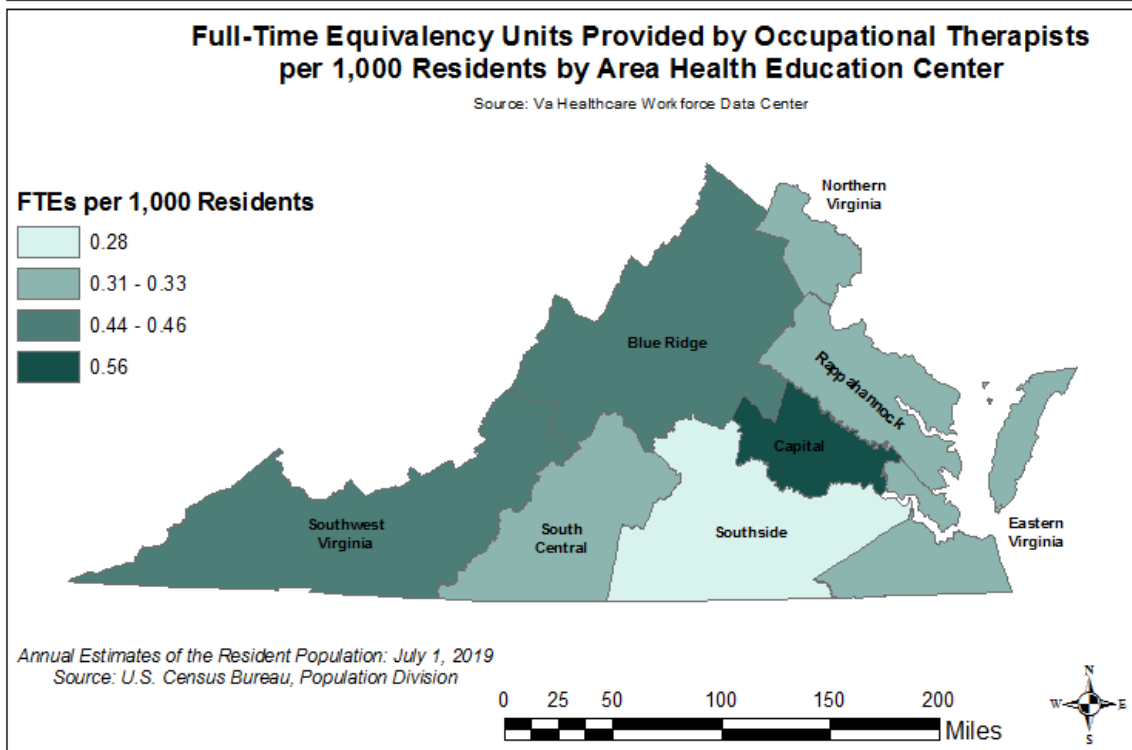 Full-Time Equivalency Units Provided by Occupational Therapists
per 1,000 Residents by Area Health Education Center
Source: Va Healthcare Workforce Data Center
FTEs per 1,000 Residents
0.28
0.31 - 0.33
0.44 - 0.46
0.56
Northern
Virginia
Blue Ridge
Rappahannock
Capital
Southwest
Virginia
South
Central
Southside
Eastern
Virginia
Annual Estimates of the Resident Population: July 1, 2019
Source: U.S. Census Bureau, Population Division
0 25 50 100 150 200
Miles
N
W E
S